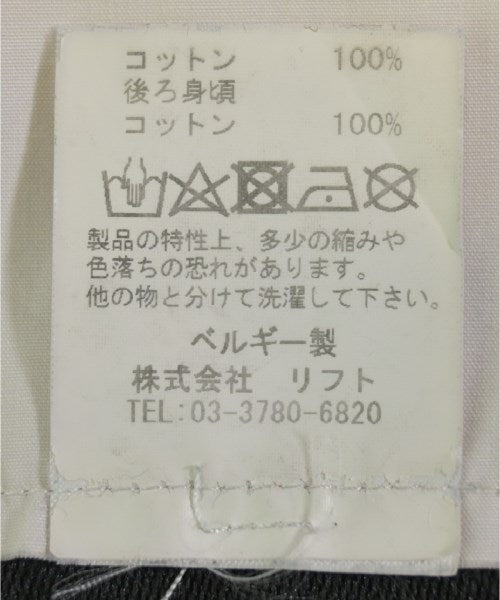 コットン 100%
後ろ身頃
コットン 100%
製品の特性上、多少の縮みや
色落ちの恐れがあります。
他の物と分けて洗濯して下さい。
ベルギー製
株式会社 リフト
TEL:03-3780-6820